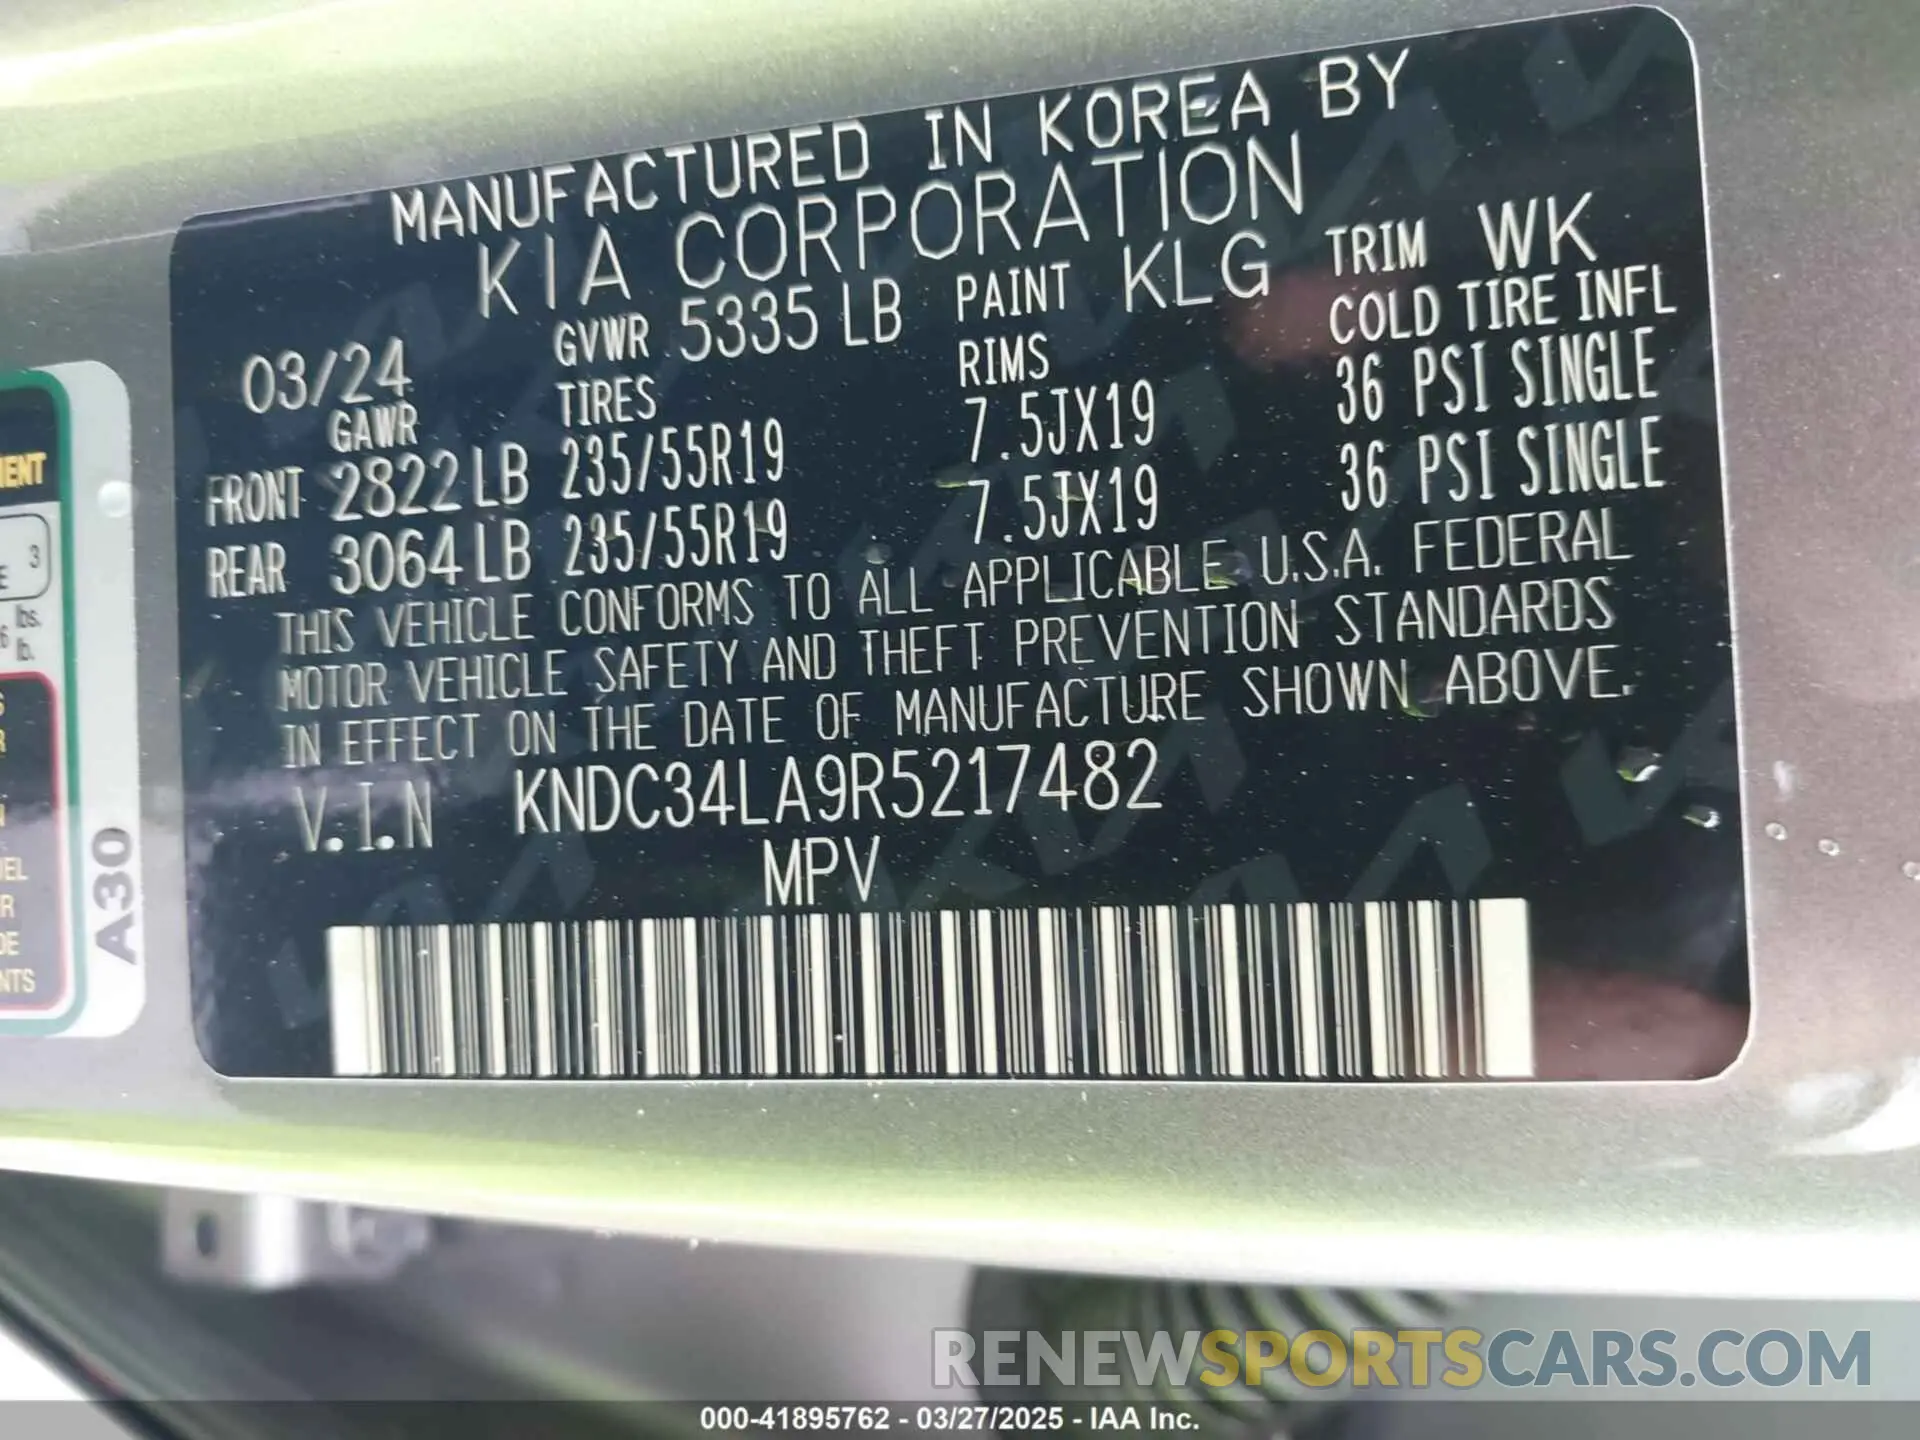 MANUFACTURED IN KOREA BY
KIA CORPORATION
03/24 GVWR 5335 LB PAINT KLG TRIM WK
GAWR TIRES RIMS COLD TIRE INFL
FRONT 2822 LB 235/55R19 7.5JX19 36 PSI SINGLE
REAR 3064 LB 235/55R19 7.5JX19 36 PSI SINGLE
THIS VEHICLE CONFORMS TO ALL APPLICABLE U.S.A. FEDERAL
MOTOR VEHICLE SAFETY AND THEFT PREVENTION STANDARDS
IN EFFECT ON THE DATE OF MANUFACTURE SHOWN ABOVE.
V.I.N KNDC34LA9R5217482
MPV
A30
3
lbs.
lb.
RENEWSPORTSCARS.COM
000-41895762 - 03/27/2025 - IAA Inc.